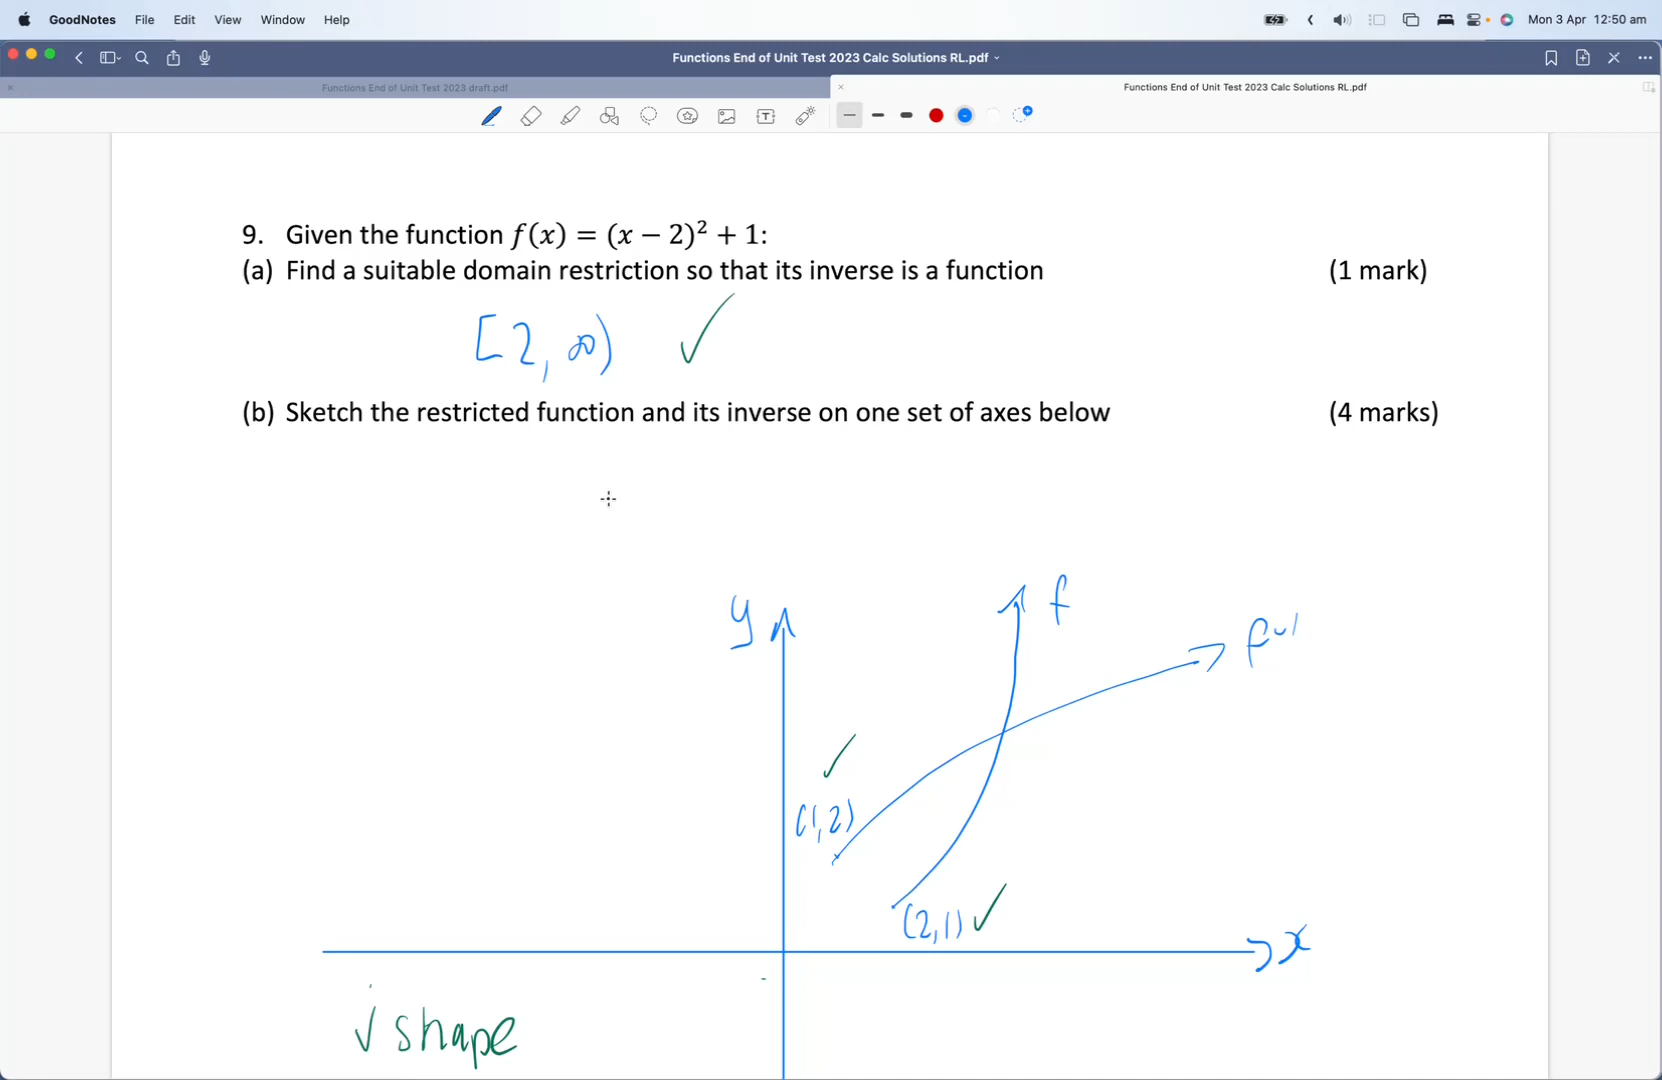 GoodNotes File Edit View Window Help Mon 3 Apr 12:50 am
Functions End of Unit Test 2023 Calc Solutions RL.pdf
Functions End of Unit Test 2023 draft.pdf
Functions End of Unit Test 2023 Calc Solutions RL.pdf
9. Given the function f(x) = (x − 2)² + 1:
(a) Find a suitable domain restriction so that its inverse is a function (1 mark)
[2, ∞) ✓
(b) Sketch the restricted function and its inverse on one set of axes below (4 marks)
y
f
f⁻¹
✓
(1,2)
(2,1) ✓
x
✓ shape